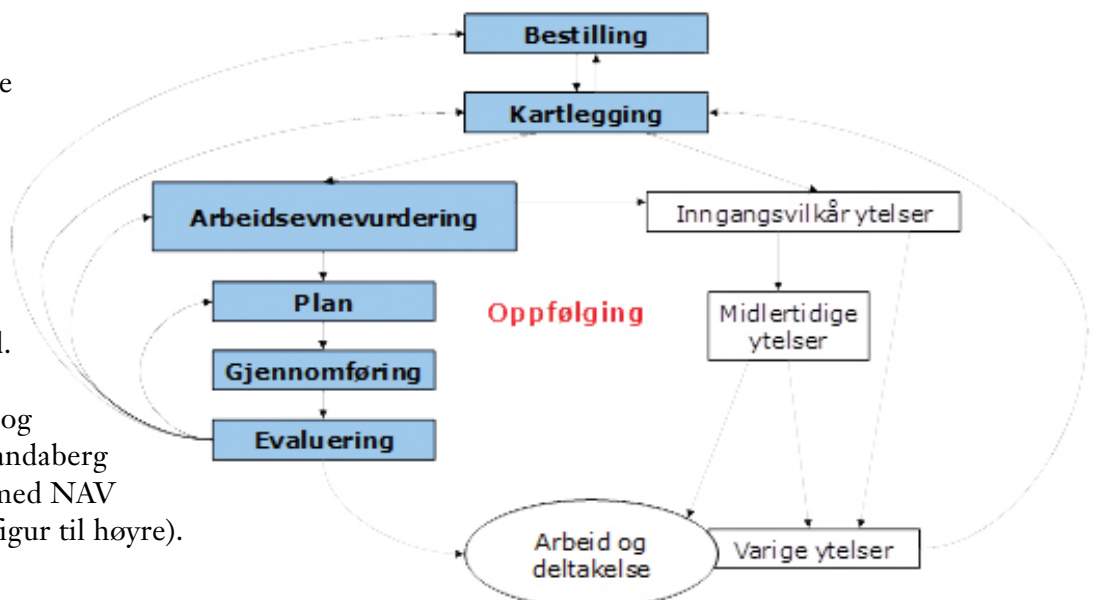 Bestilling
e
Kartlegging
Arbeidsevnevurdering
Inngangsvilkår ytelser
Plan
Oppfølging
Midlertidige
ytelser
Gjennomføring
Evaluering
og
andaberg
med NAV
figur til høyre).
Arbeid og
deltakelse
Varige ytelser